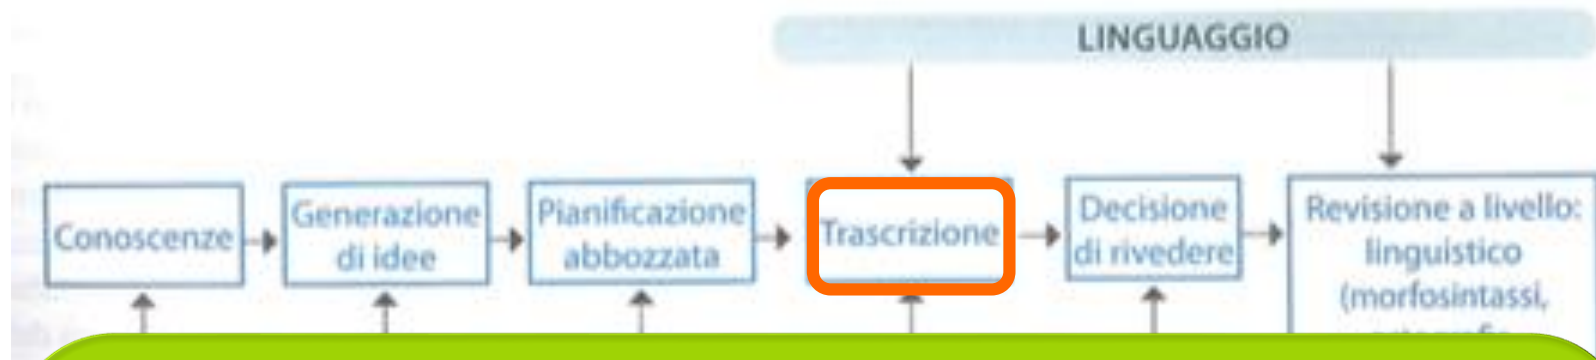 LINGUAGGIO
Conoscenze
Generazione
di idee
Pianificazione
abbozzata
Trascrizione
Decisione
di rivedere
Revisione a livello:
linguistico
(morfosintassi,